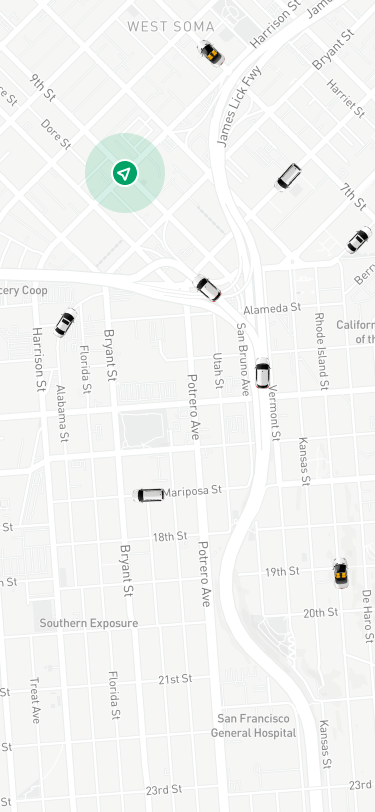 WEST SOMA
Harrison St
James Lick Fwy
Bryant St
9th St
Harriet St
Dore St
7th St
cery Coop
Alameda St
Harrison St
Florida St
Bryant St
Utah St
San Bruno Ave
Rhode Island St
Californ
of th
Alabama St
Potrero Ave
Vermont St
Kansas St
Mariposa St
18th St
Bryant St
Potrero Ave
19th St
20th St
De Haro St
Southern Exposure
21st St
Treat Ave
Florida St
San Francisco
General Hospital
Kansas St
23rd St
23rd